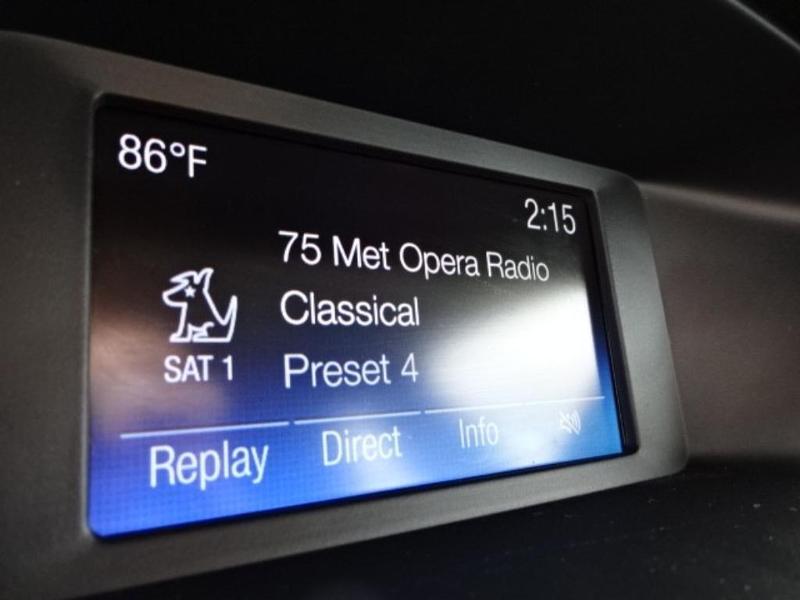 86°F
2:15
75 Met Opera Radio
Classical
SAT 1
Preset 4
Replay
Direct
Info